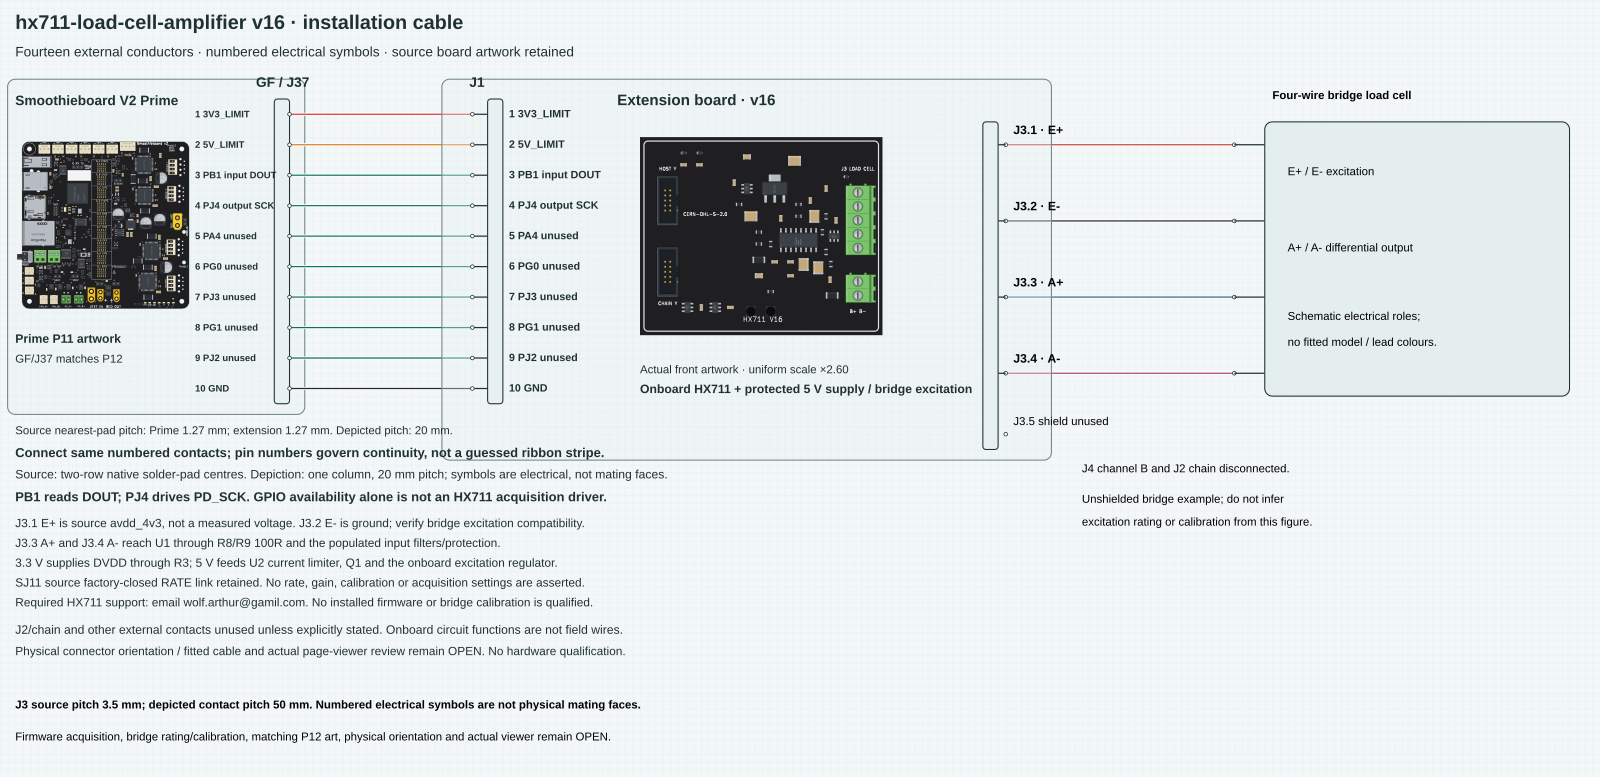 hx711-load-cell-amplifier v16 · installation cable
Fourteen external conductors · numbered electrical symbols · source board artwork retained
GF / J37
J1
Smoothieboard V2 Prime
Extension board · v16
Four-wire bridge load cell
1 3V3_LIMIT
2 5V_LIMIT
3 PB1 input DOUT
4 PJ4 output SCK
5 PA4 unused
6 PG0 unused
7 PJ3 unused
8 PG1 unused
9 PJ2 unused
10 GND
1 3V3_LIMIT
2 5V_LIMIT
3 PB1 input DOUT
4 PJ4 output SCK
5 PA4 unused
6 PG0 unused
7 PJ3 unused
8 PG1 unused
9 PJ2 unused
10 GND
Prime P11 artwork
GF/J37 matches P12
HOST Y
J3 LOAD CELL
CERN-OHL-S-2.0
CHAIN Y
HX711 V16
B+ B-
Actual front artwork · uniform scale ×2.60
Onboard HX711 + protected 5 V supply / bridge excitation
J3.1 · E+
J3.2 · E-
J3.3 · A+
J3.4 · A-
J3.5 shield unused
E+ / E- excitation
A+ / A- differential output
Schematic electrical roles;
no fitted model / lead colours.
J4 channel B and J2 chain disconnected.
Unshielded bridge example; do not infer
excitation rating or calibration from this figure.
Source nearest-pad pitch: Prime 1.27 mm; extension 1.27 mm. Depicted pitch: 20 mm.
Connect same numbered contacts; pin numbers govern continuity, not a guessed ribbon stripe.
Source: two-row native solder-pad centres. Depiction: one column, 20 mm pitch; symbols are electrical, not mating faces.
PB1 reads DOUT; PJ4 drives PD_SCK. GPIO availability alone is not an HX711 acquisition driver.
J3.1 E+ is source avdd_4v3, not a measured voltage. J3.2 E- is ground; verify bridge excitation compatibility.
J3.3 A+ and J3.4 A- reach U1 through R8/R9 100R and the populated input filters/protection.
3.3 V supplies DVDD through R3; 5 V feeds U2 current limiter, Q1 and the onboard excitation regulator.
SJ11 source factory-closed RATE link retained. No rate, gain, calibration or acquisition settings are asserted.
Required HX711 support: email wolf.arthur@gamil.com. No installed firmware or bridge calibration is qualified.
J2/chain and other external contacts unused unless explicitly stated. Onboard circuit functions are not field wires.
Physical connector orientation / fitted cable and actual page-viewer review remain OPEN. No hardware qualification.
J3 source pitch 3.5 mm; depicted contact pitch 50 mm. Numbered electrical symbols are not physical mating faces.
Firmware acquisition, bridge rating/calibration, matching P12 art, physical orientation and actual viewer remain OPEN.